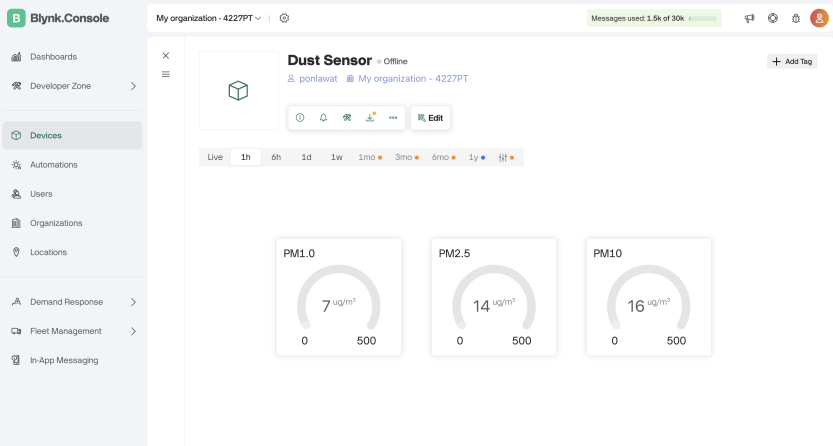 B Blynk.Console
My organization - 4227PT
Messages used: 1.5k of 30k
Dashboards
Developer Zone
Devices
Automations
Users
Organizations
Locations
Demand Response
Fleet Management
In-App Messaging
Dust Sensor Offline
ponlawat My organization - 4227PT
Add Tag
Edit
Live 1h 6h 1d 1w 1mo 3mo 6mo 1y
PM1.0
7 ug/m³
0 500
PM2.5
14 ug/m³
0 500
PM10
16 ug/m³
0 500